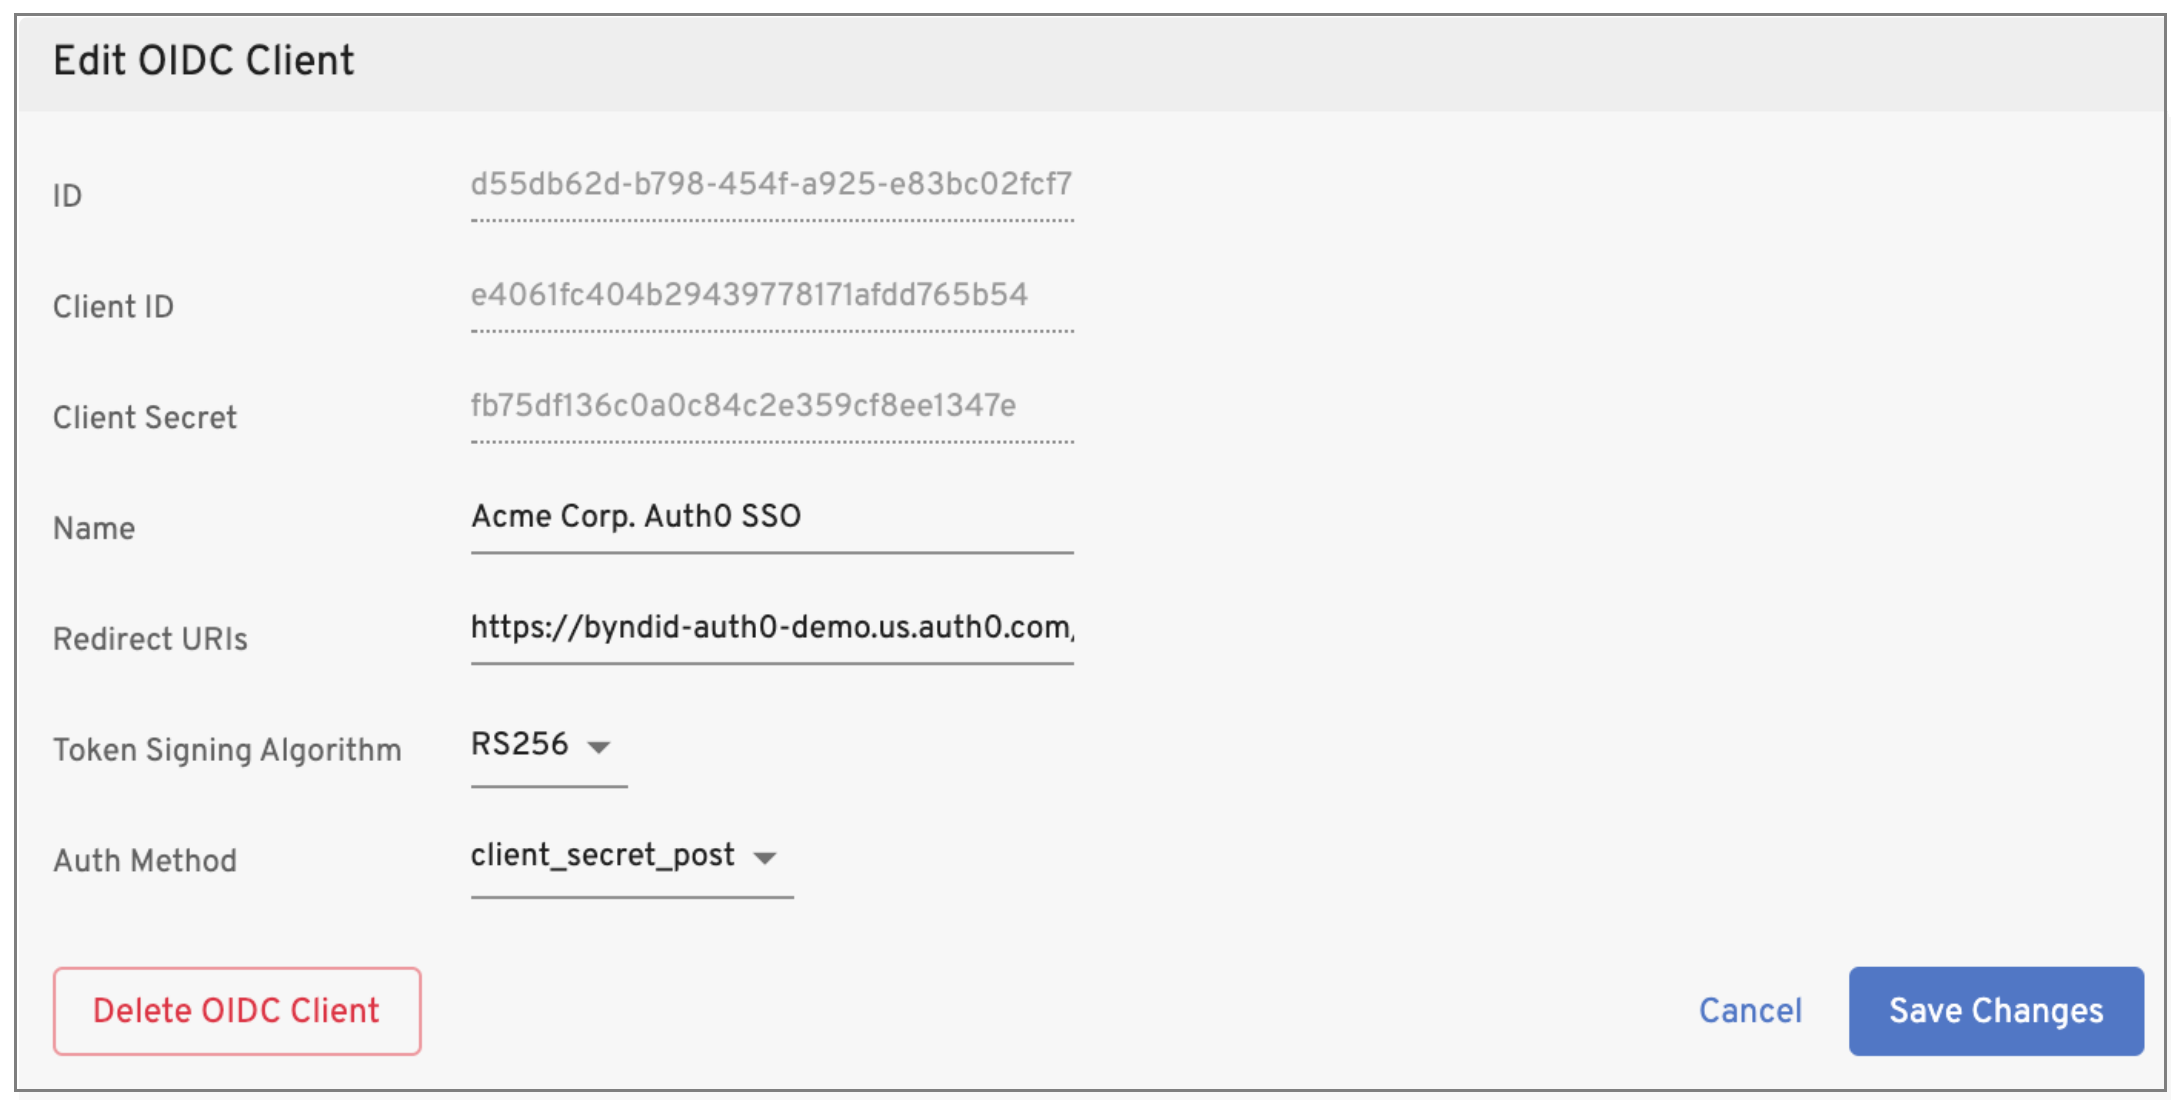 Edit OIDC Client
ID
d55db62d-b798-454f-a925-e83bc02fcf7
Client ID
e4061fc404b29439778171afdd765b54
Client Secret
fb75df136c0a0c84c2e359cf8ee1347e
Name
Acme Corp. Auth0 SSO
Redirect URIs
https://byndid-auth0-demo.us.auth0.com/
Token Signing Algorithm
RS256
Auth Method
client_secret_post
Delete OIDC Client
Cancel
Save Changes